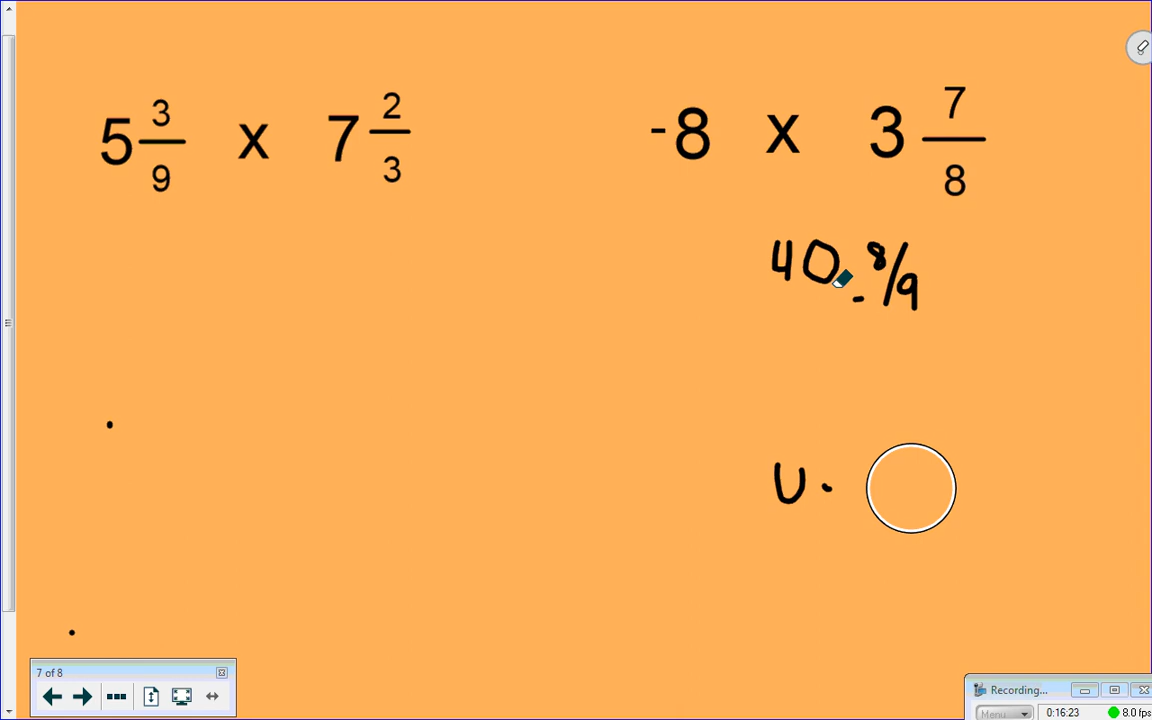 5 3/9 x 7 2/3
-8 x 3 7/8
40. 8/9
U.
7 of 8
Recording...
Menu
0:16:23
8.0 fps